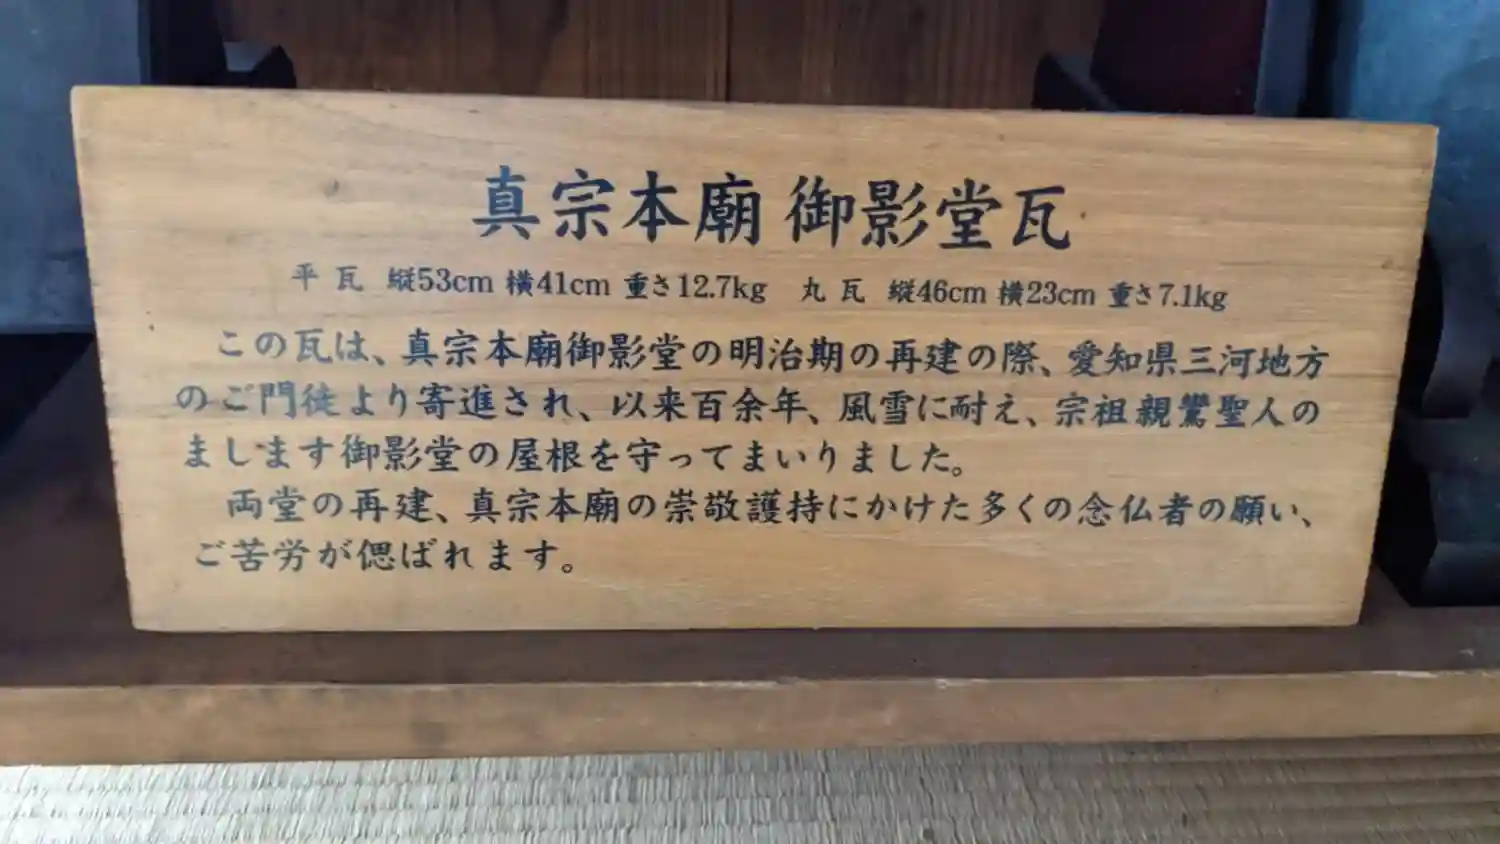 真宗本廟 御影堂瓦
平 瓦 縦53cm 横41cm 重さ12.7kg 丸 瓦 縦46cm 横23cm 重さ7.1kg
この瓦は、真宗本廟御影堂の明治期の再建の際、愛知県三河地方
のご門徒より寄進され、以来百余年、風雪に耐え、宗祖親鸞聖人の
まします御影堂の屋根を守ってまいりました。
両堂の再建、真宗本廟の崇敬護持にかけた多くの念仏者の願い、
ご苦労が偲ばれます。